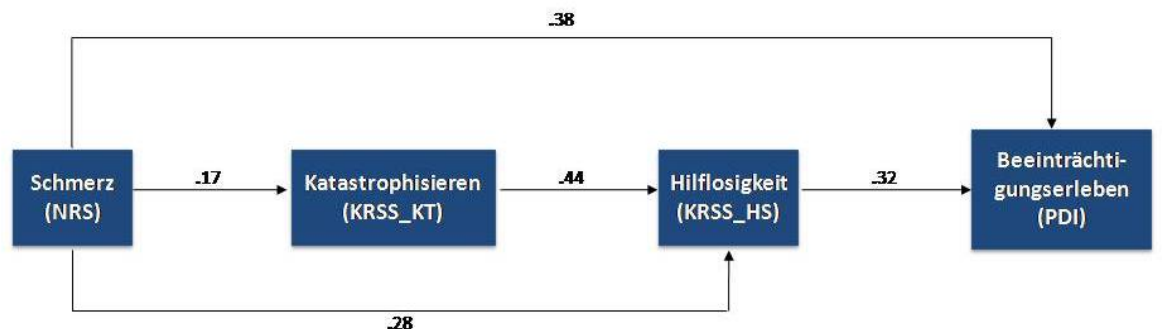 .38
Schmerz
(NRS)
.17
Katastrophisieren
(KRSS_KT)
.44
Hilflosigkeit
(KRSS_HS)
.32
Beeinträchti-
gungserleben
(PDI)
.28